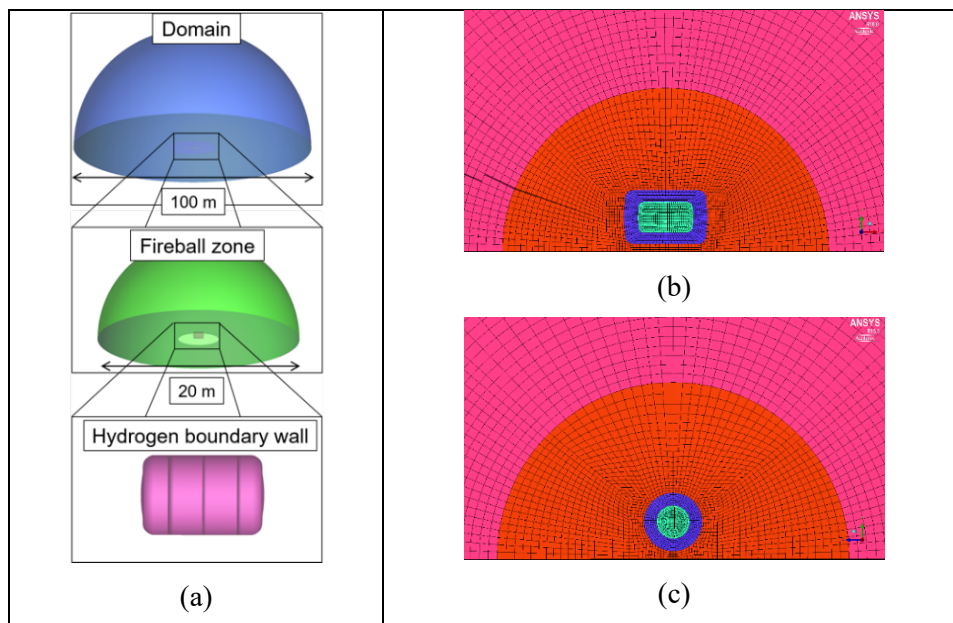 Domain
100 m
Fireball zone
20 m
Hydrogen boundary wall
(a)
ANSYS
(b)
ANSYS
(c)